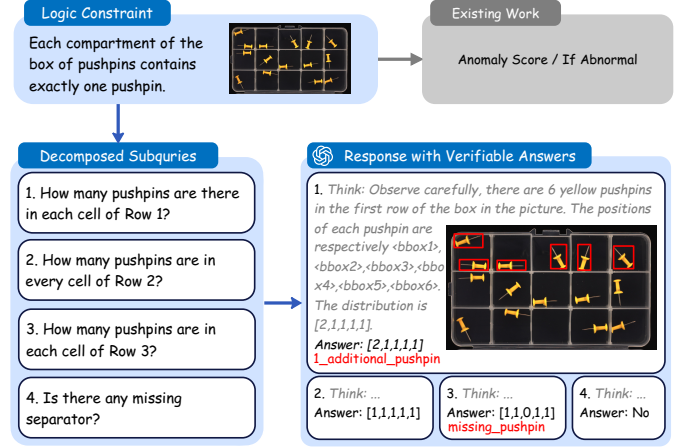 Logic Constraint
Each compartment of the
box of pushpins contains
exactly one pushpin.
Existing Work
Anomaly Score / If Abnormal
Decomposed Subquries
1. How many pushpins are there
in each cell of Row 1?
2. How many pushpins are in
every cell of Row 2?
3. How many pushpins are in
each cell of Row 3?
4. Is there any missing
separator?
Response with Verifiable Answers
1. Think: Observe carefully, there are 6 yellow pushpins
in the first row of the box in the picture. The positions
of each pushpin are
respectively <bbox1>,
<bbox2>,<bbox3>,<bbo
x4>,<bbox5>,<bbox6>.
The distribution is
[2,1,1,1,1].
Answer: [2,1,1,1,1]
1_additional_pushpin
2. Think: ...
Answer: [1,1,1,1,1]
3. Think: ...
Answer: [1,1,0,1,1]
missing_pushpin
4. Think: ...
Answer: No